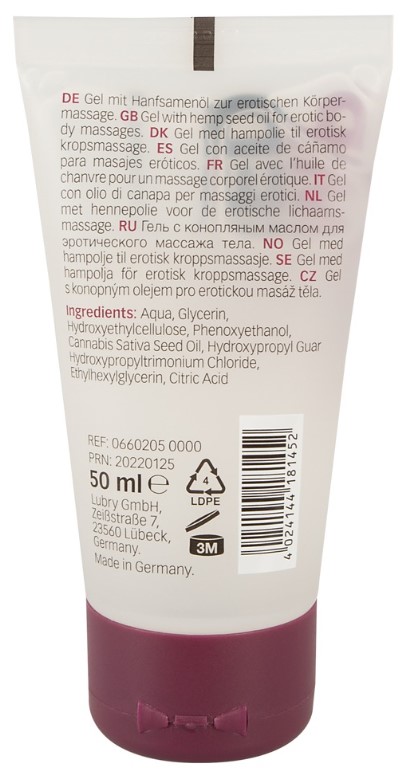 DE Gel mit Hanfsamenöl zur erotischen Körper-
massage. GB Gel with hemp seed oil for erotic bo-
dy massages. DK Gel med hampolie til erotisk
kropsmassage. ES Gel con aceite de cáñamo
para masajes eróticos. FR Gel avec l'huile de
chanvre pour un massage corporel érotique. IT Gel
con olio di canapa per massaggi erotici. NL Gel
met hennepolie voor de erotische lichaams-
massage. RU Гель с конопляным маслом для
эротического массажа тела. NO Gel med
hampolje til erotisk kroppsmassasje. SE Gel med
hampolja för erotisk kroppsmassage. CZ Gel
s konopným olejem pro erotickou masáž těla.
Ingredients: Aqua, Glycerin,
Hydroxyethylcellulose, Phenoxyethanol,
Cannabis Sativa Seed Oil, Hydroxypropyl Guar
Hydroxypropyltrimonium Chloride,
Ethylhexylglycerin, Citric Acid
REF: 0660205 0000
PRN: 20220125
50 ml ℮
Lubry GmbH,
Zeißstraße 7,
23560 Lübeck,
Germany.
Made in Germany.
4
LDPE
3M
4 024144 181452